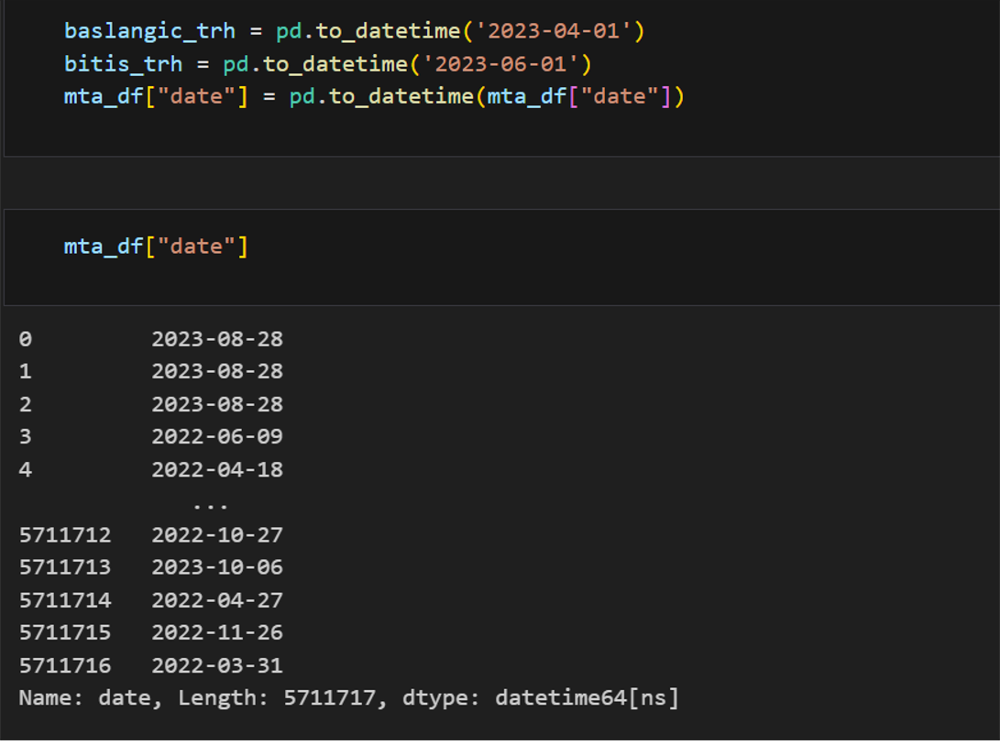 baslangic_trh = pd.to_datetime('2023-04-01')
bitis_trh = pd.to_datetime('2023-06-01')
mta_df["date"] = pd.to_datetime(mta_df["date"])
mta_df["date"]
0 2023-08-28
1 2023-08-28
2 2023-08-28
3 2022-06-09
4 2022-04-18
...
5711712 2022-10-27
5711713 2023-10-06
5711714 2022-04-27
5711715 2022-11-26
5711716 2022-03-31
Name: date, Length: 5711717, dtype: datetime64[ns]